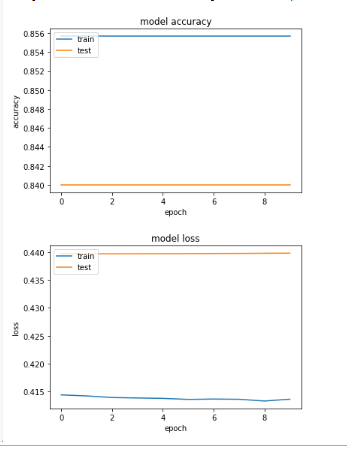 model accuracy
0.856
0.854
0.852
0.850
0.848
0.846
0.844
0.842
0.840
accuracy
train
test
0 2 4 6 8
epoch
model loss
0.440
0.435
0.430
0.425
0.420
0.415
loss
train
test
0 2 4 6 8
epoch